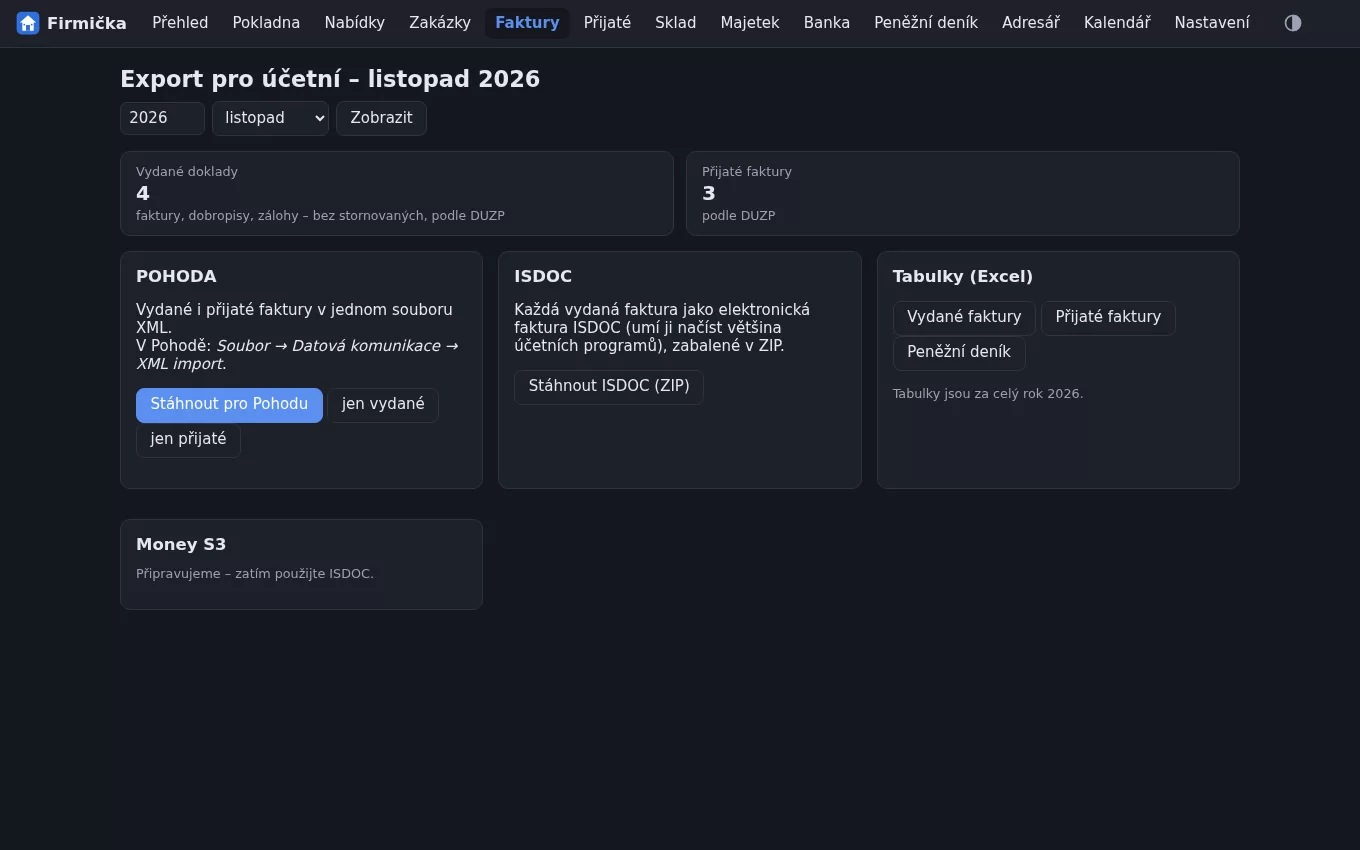 Firmička Přehled Pokladna Nabídky Zakázky Faktury Přijaté Sklad Majetek Banka Peněžní deník Adresář Kalendář Nastavení
Export pro účetní – listopad 2026
2026 listopad Zobrazit
Vydané doklady
4
faktury, dobropisy, zálohy – bez stornovaných, podle DUZP
Přijaté faktury
3
podle DUZP
POHODA
Vydané i přijaté faktury v jednom souboru
XML.
V Pohodě: Soubor → Datová komunikace →
XML import.
Stáhnout pro Pohodu jen vydané
jen přijaté
ISDOC
Každá vydaná faktura jako elektronická
faktura ISDOC (umí ji načíst většina
účetních programů), zabalené v ZIP.
Stáhnout ISDOC (ZIP)
Tabulky (Excel)
Vydané faktury Přijaté faktury
Peněžní deník
Tabulky jsou za celý rok 2026.
Money S3
Připravujeme – zatím použijte ISDOC.